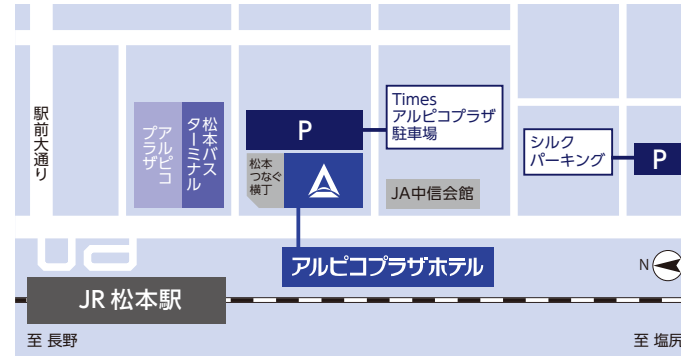 駅前大通り
アルピコ
プラザ
松本バス
ターミナル
P
Times
アルピコプラザ
駐車場
松本
つなぐ
横丁
JA中信会館
シルク
パーキング
P
アルピコプラザホテル
N
JR 松本駅
至 長野
至 塩尻